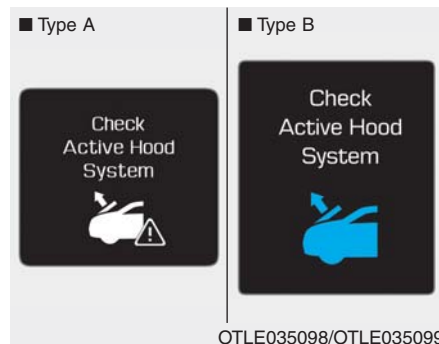 ■ Type A
Check
Active Hood
System
■ Type B
Check
Active Hood
System
OTLE035098/OTLE035099